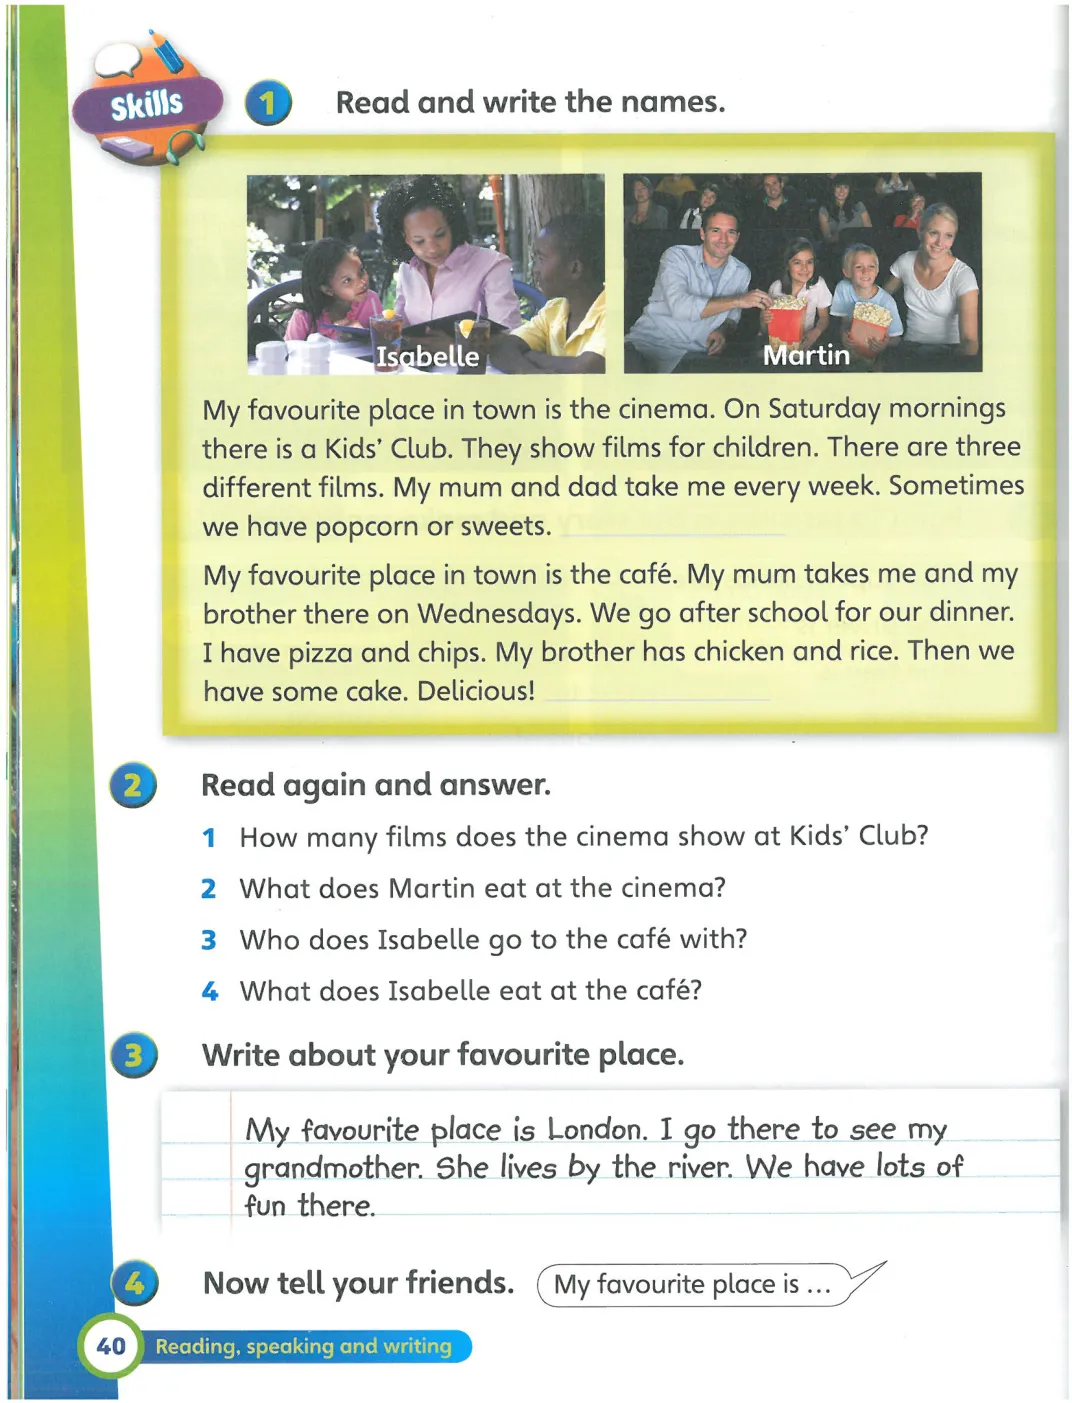 Skills
1 Read and write the names.
Isabelle
Martin
My favourite place in town is the cinema. On Saturday mornings
there is a Kids' Club. They show films for children. There are three
different films. My mum and dad take me every week. Sometimes
we have popcorn or sweets.
My favourite place in town is the café. My mum takes me and my
brother there on Wednesdays. We go after school for our dinner.
I have pizza and chips. My brother has chicken and rice. Then we
have some cake. Delicious!
2 Read again and answer.
1 How many films does the cinema show at Kids' Club?
2 What does Martin eat at the cinema?
3 Who does Isabelle go to the café with?
4 What does Isabelle eat at the café?
3 Write about your favourite place.
My favourite place is London. I go there to see my
grandmother. She lives by the river. We have lots of
fun there.
4 Now tell your friends. My favourite place is ...
40 Reading, speaking and writing